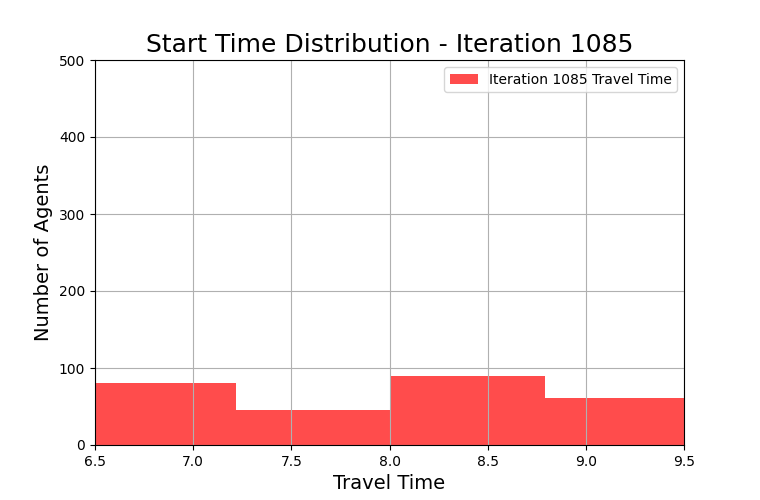 Start Time Distribution - Iteration 1085
500
Iteration 1085 Travel Time
400
300
200
100
0
Number of Agents
6.5 7.0 7.5 8.0 8.5 9.0 9.5
Travel Time